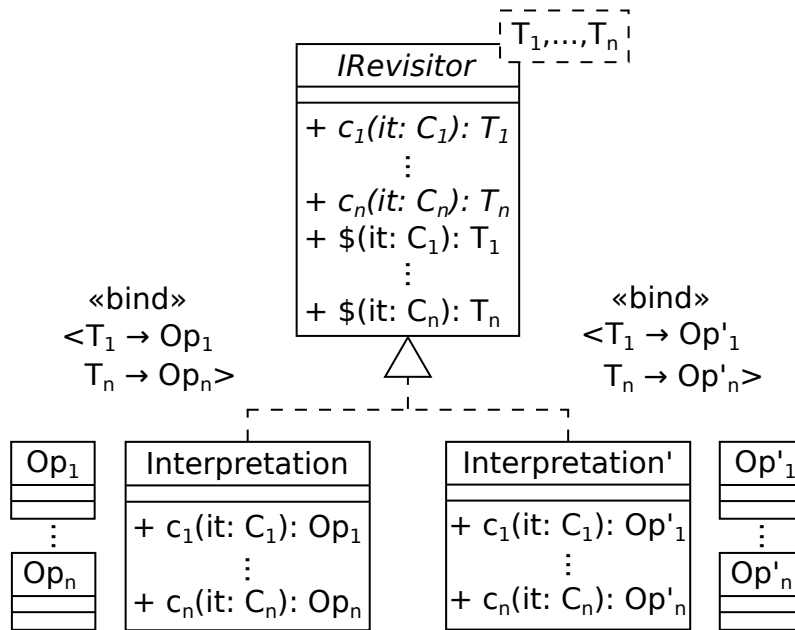 T₁,...,Tₙ
IRevisitor
+ c₁(it: C₁): T₁
⋮
+ cₙ(it: Cₙ): Tₙ
+ $(it: C₁): T₁
⋮
+ $(it: Cₙ): Tₙ
«bind»
<T₁ → Op₁
Tₙ → Opₙ>
«bind»
<T₁ → Op'₁
Tₙ → Op'ₙ>
Op₁
⋮
Opₙ
Interpretation
+ c₁(it: C₁): Op₁
⋮
+ cₙ(it: Cₙ): Opₙ
Interpretation'
+ c₁(it: C₁): Op'₁
⋮
+ cₙ(it: Cₙ): Op'ₙ
Op'₁
⋮
Op'ₙ